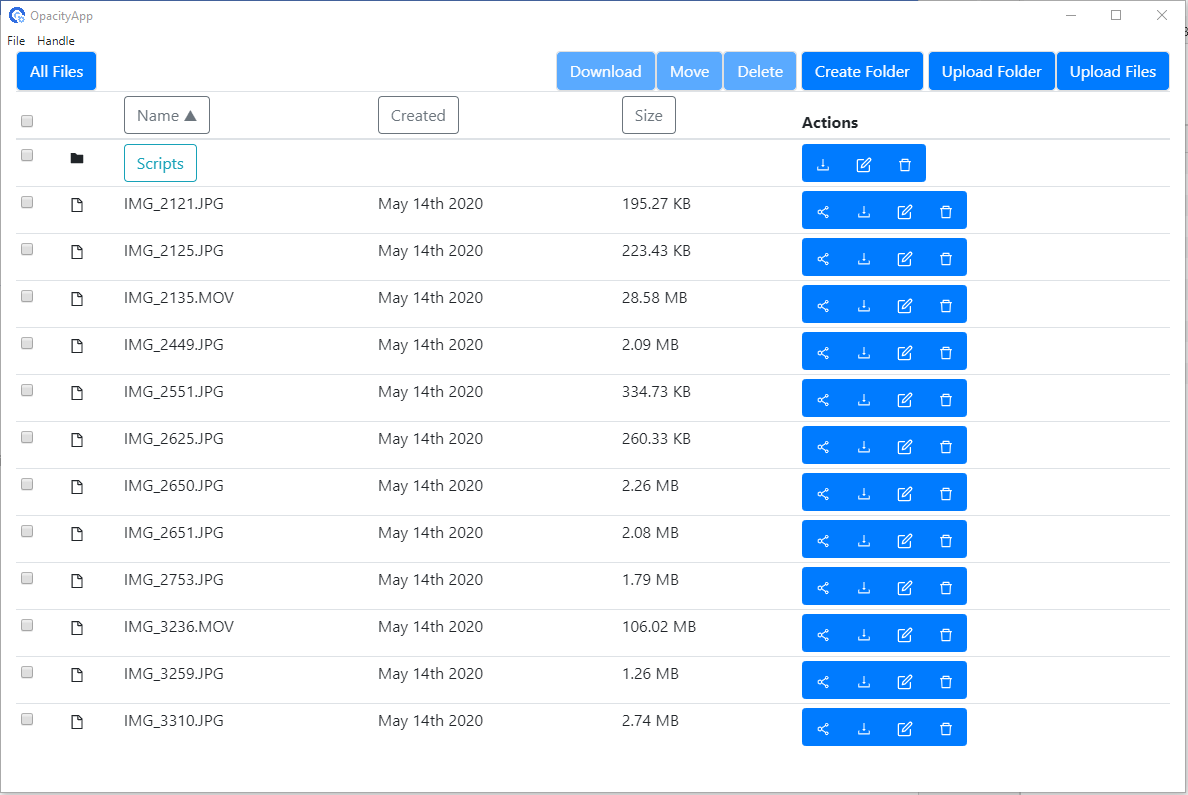 OpacityApp
File Handle
All Files Download Move Delete Create Folder Upload Folder Upload Files
Name ▲ Created Size Actions
Scripts
IMG_2121.JPG May 14th 2020 195.27 KB
IMG_2125.JPG May 14th 2020 223.43 KB
IMG_2135.MOV May 14th 2020 28.58 MB
IMG_2449.JPG May 14th 2020 2.09 MB
IMG_2551.JPG May 14th 2020 334.73 KB
IMG_2625.JPG May 14th 2020 260.33 KB
IMG_2650.JPG May 14th 2020 2.26 MB
IMG_2651.JPG May 14th 2020 2.08 MB
IMG_2753.JPG May 14th 2020 1.79 MB
IMG_3236.MOV May 14th 2020 106.02 MB
IMG_3259.JPG May 14th 2020 1.26 MB
IMG_3310.JPG May 14th 2020 2.74 MB